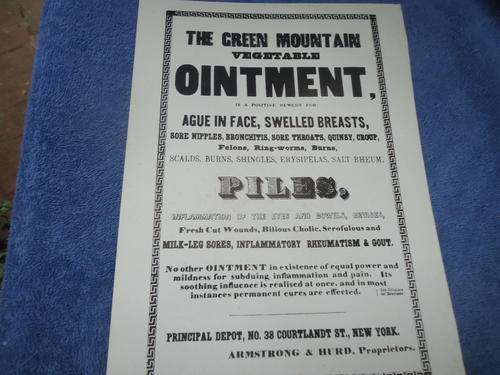 THE GREEN MOUNTAIN
VEGETABLE
OINTMENT,
IS A POSITIVE REMEDY FOR
AGUE IN FACE, SWELLED BREASTS,
SORE NIPPLES, BRONCHITIS, SORE THROATS, QUINSY, CROUP,
Felons, Ring-worms, Burns,
SCALDS, BURNS, SHINGLES, ERYSIPELAS, SALT RHEUM,
PILES,
INFLAMMATION OF THE EYES AND BOWELS, BRUISES,
Fresh Cut Wounds, Bilious Cholic, Scrofulous and
MILK-LEG SORES, INFLAMMATORY RHEUMATISM & GOUT.
No other OINTMENT in existence of equal power and
mildness for subduing inflammation and pain. Its
soothing influence is realised at once, and in most
instances permanent cures are effected.
See Circulars
for Directions
PRINCIPAL DEPOT, NO. 38 COURTLANDT ST., NEW YORK.
ARMSTRONG & HURD, Proprietors.